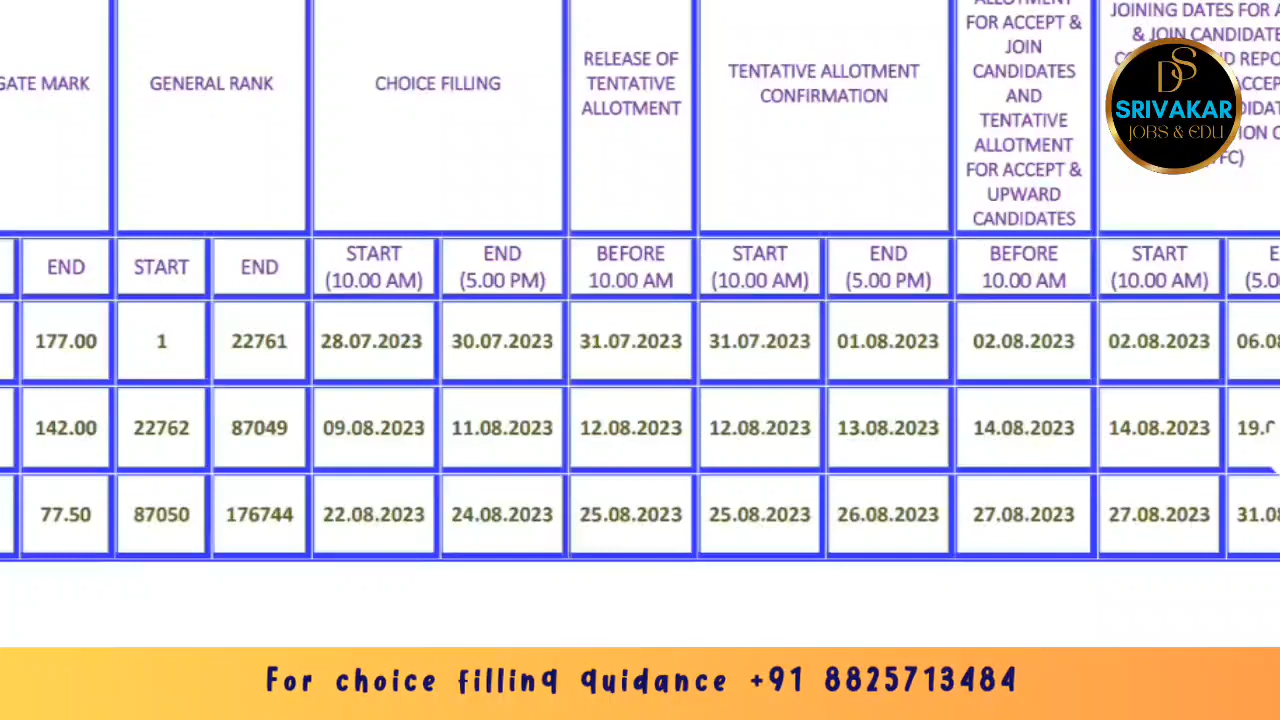 ALLOTMENT
FOR ACCEPT &
JOIN
CANDIDATES
AND
TENTATIVE
ALLOTMENT
FOR ACCEPT &
UPWARD
CANDIDATES
JOINING DATES FOR A
& JOIN CANDIDATE
GATE MARK
GENERAL RANK
CHOICE FILLING
RELEASE OF
TENTATIVE
ALLOTMENT
TENTATIVE ALLOTMENT
CONFIRMATION
DS
SRIVAKAR
JOBS & EDU
END
START
END
START
(10.00 AM)
END
(5.00 PM)
BEFORE
10.00 AM
START
(10.00 AM)
END
(5.00 PM)
BEFORE
10.00 AM
START
(10.00 AM)
177.00 1 22761 28.07.2023 30.07.2023 31.07.2023 31.07.2023 01.08.2023 02.08.2023 02.08.2023
142.00 22762 87049 09.08.2023 11.08.2023 12.08.2023 12.08.2023 13.08.2023 14.08.2023 14.08.2023
77.50 87050 176744 22.08.2023 24.08.2023 25.08.2023 25.08.2023 26.08.2023 27.08.2023 27.08.2023
For choice filling guidance +91 8825713484